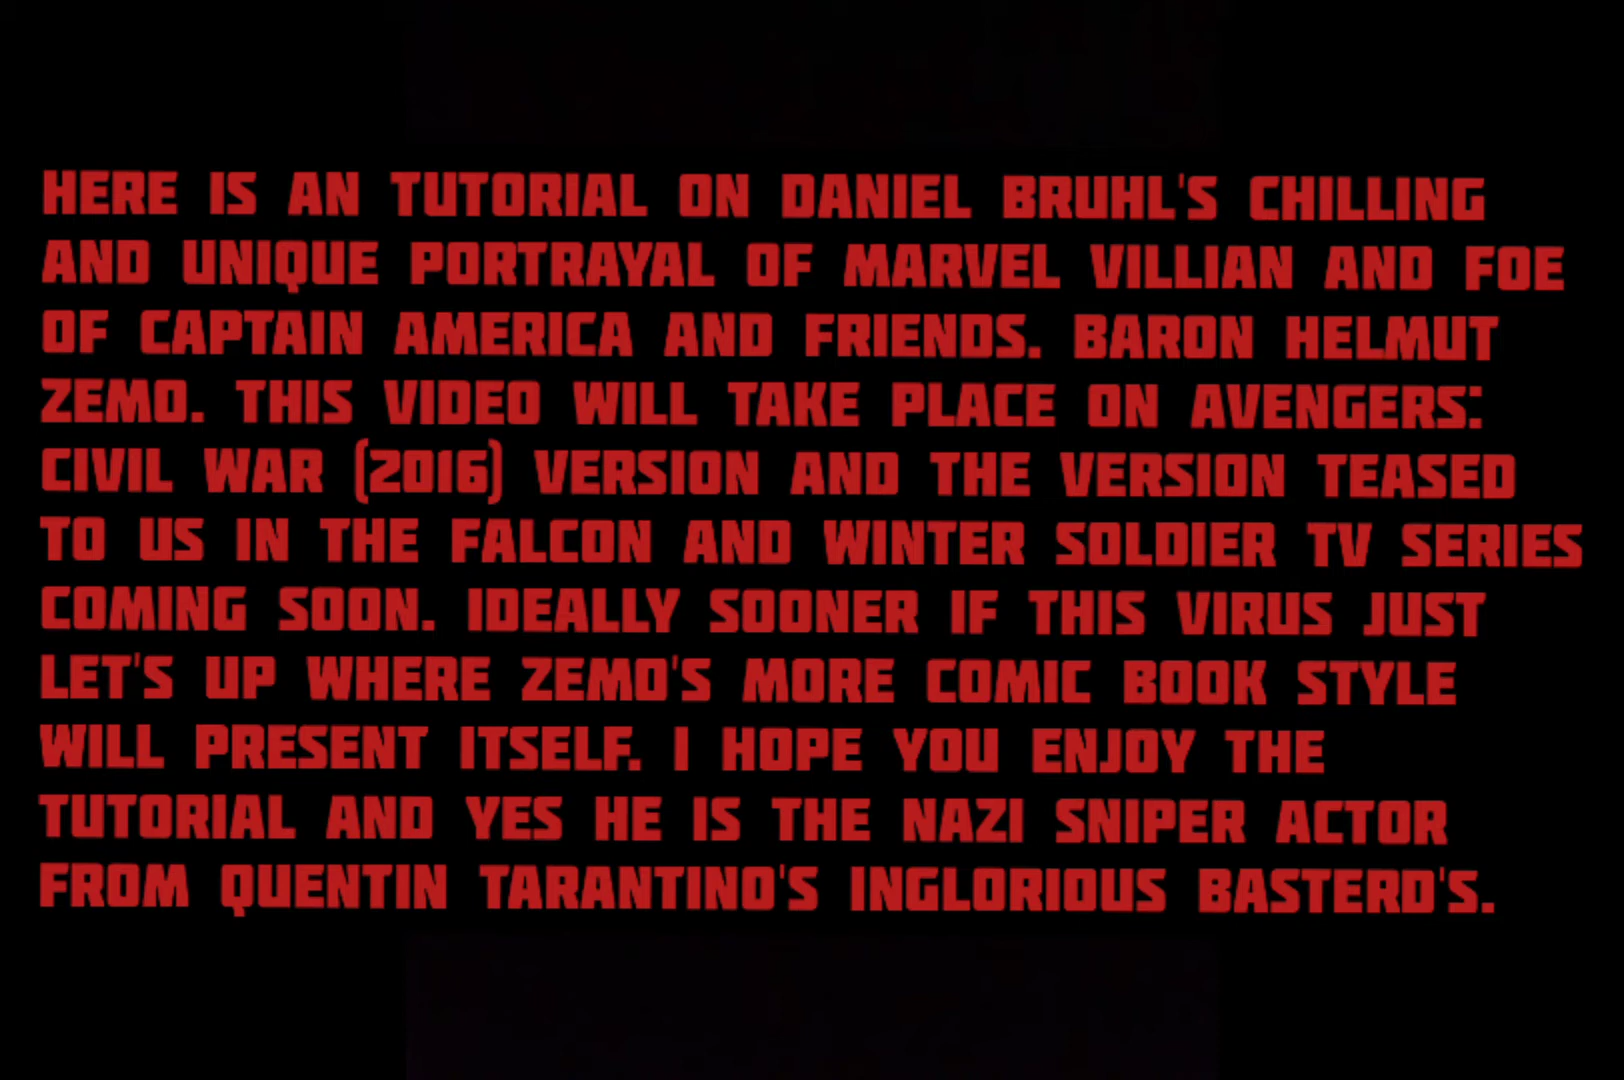 HERE IS AN TUTORIAL ON DANIEL BRUHL'S CHILLING
AND UNIQUE PORTRAYAL OF MARVEL VILLIAN AND FOE
OF CAPTAIN AMERICA AND FRIENDS. BARON HELMUT
ZEMO. THIS VIDEO WILL TAKE PLACE ON AVENGERS:
CIVIL WAR (2016) VERSION AND THE VERSION TEASED
TO US IN THE FALCON AND WINTER SOLDIER TV SERIES
COMING SOON. IDEALLY SOONER IF THIS VIRUS JUST
LET'S UP WHERE ZEMO'S MORE COMIC BOOK STYLE
WILL PRESENT ITSELF. I HOPE YOU ENJOY THE
TUTORIAL AND YES HE IS THE NAZI SNIPER ACTOR
FROM QUENTIN TARANTINO'S INGLORIOUS BASTERD'S.